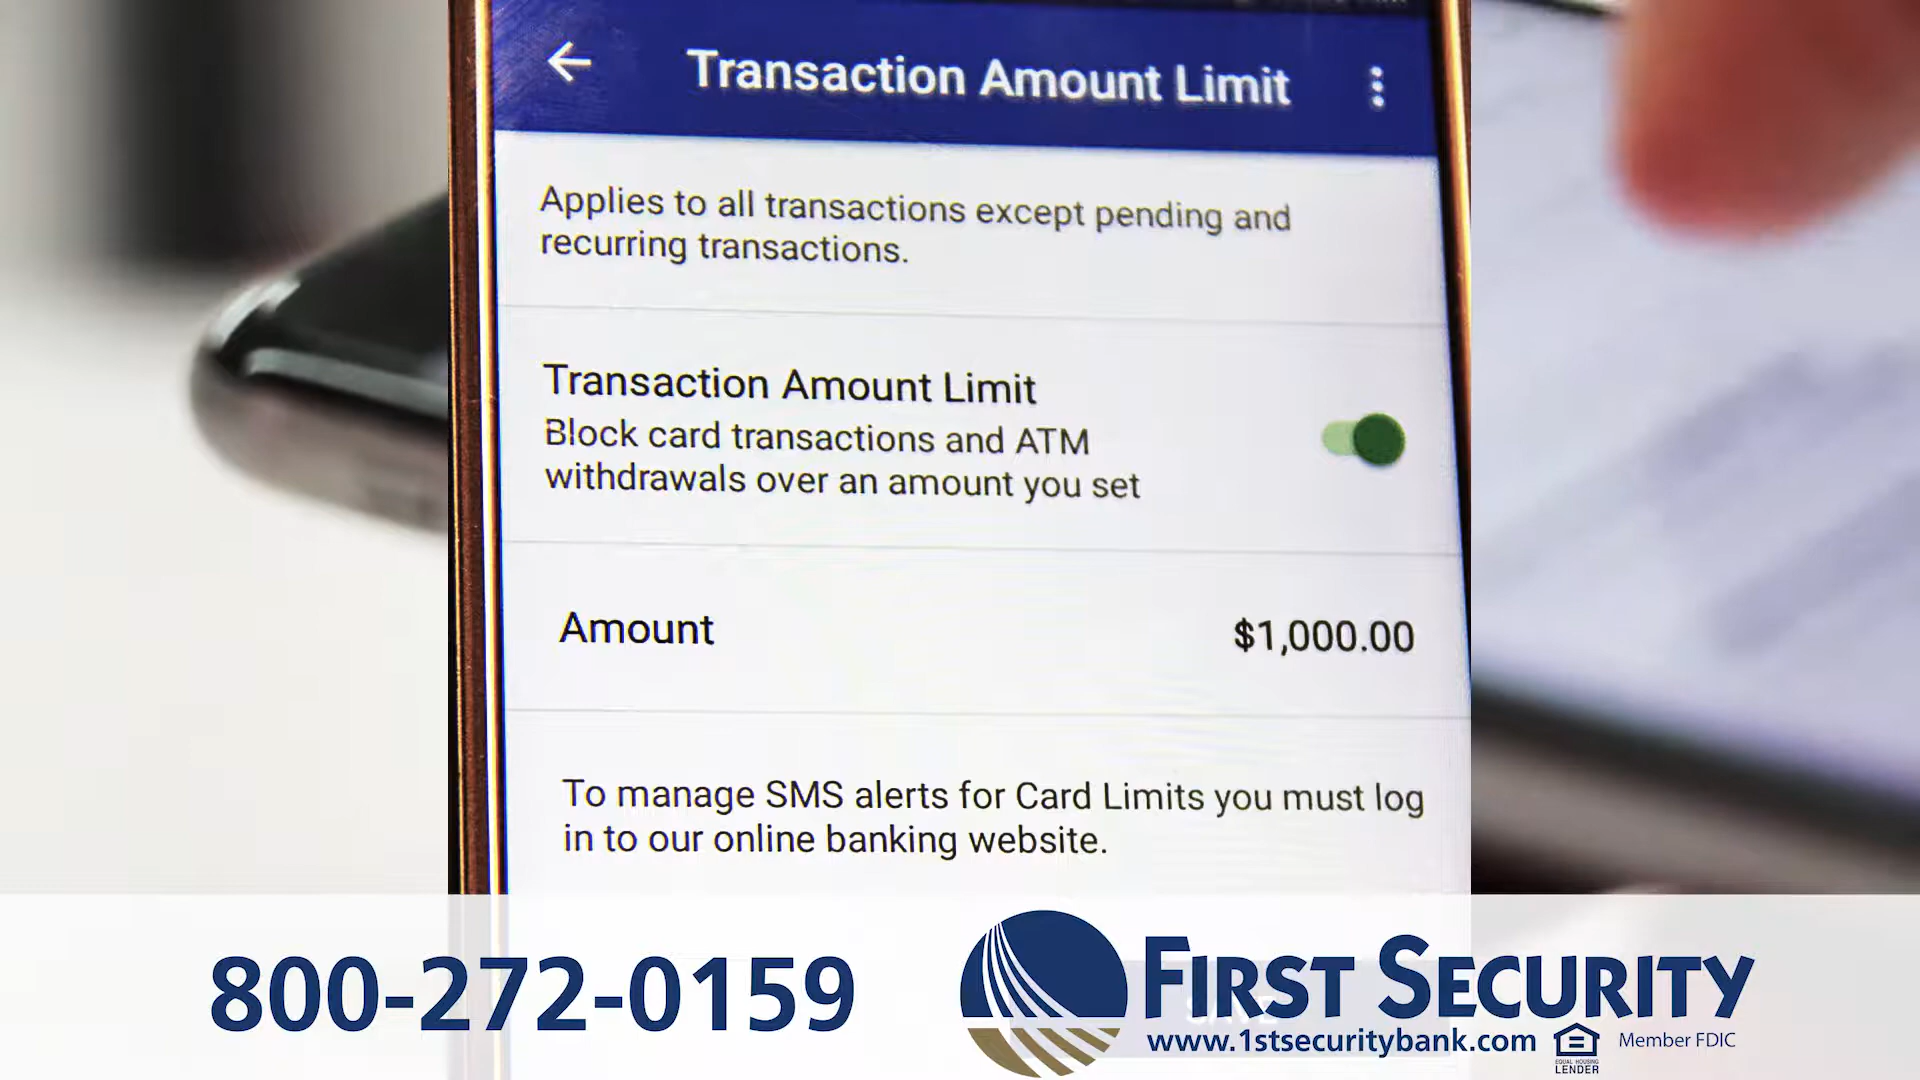 Transaction Amount Limit
Applies to all transactions except pending and
recurring transactions.
Transaction Amount Limit
Block card transactions and ATM
withdrawals over an amount you set
Amount
$1,000.00
To manage SMS alerts for Card Limits you must log
in to our online banking website.
800-272-0159
FIRST SECURITY
www.1stsecuritybank.com
EQUAL HOUSING
LENDER
Member FDIC